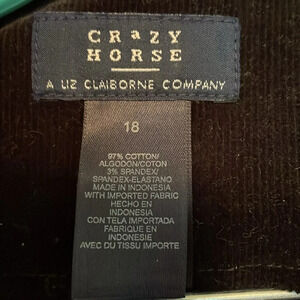 CRaZY
HORSE
A LIZ CLAIBORNE COMPANY
18
97% COTTON/
ALGODON/COTON
3% SPANDEX/
SPANDEX-ELASTANO
MADE IN INDONESIA
WITH IMPORTED FABRIC
HECHO EN
INDONESIA
CON TELA IMPORTADA
FABRIQUE EN
INDONESIE
AVEC DU TISSU IMPORTE